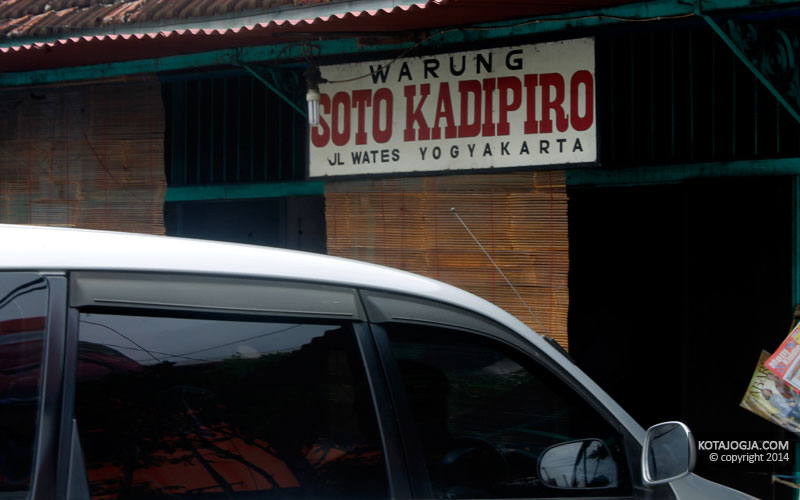 WARUNG
SOTO KADIPIRO
JL WATES YOGYAKARTA
KOTAJOGJA.COM
© copyright 2014